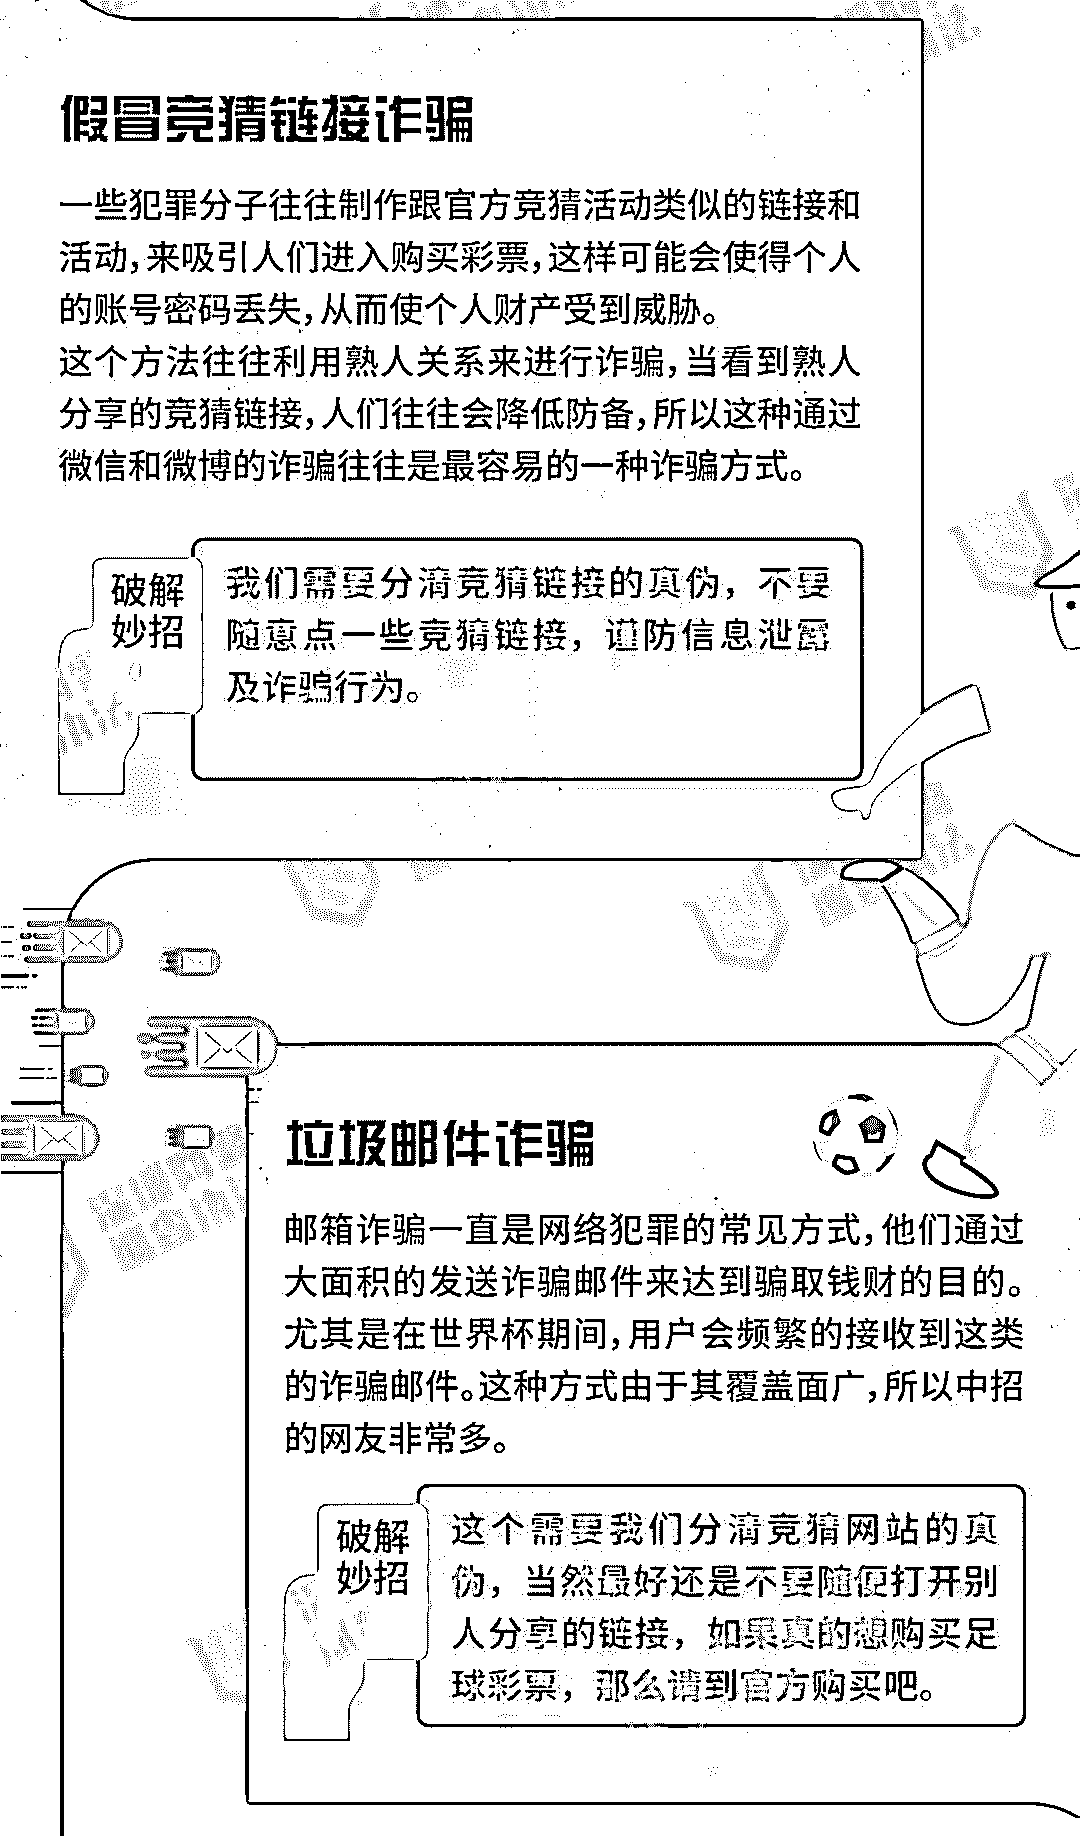 假冒竞猜链接诈骗
一些犯罪分子往往制作跟官方竞猜活动类似的链接和
活动，来吸引人们进入购买彩票，这样可能会使得个人
的账号密码丢失，从而使个人财产受到威胁。
这个方法往往利用熟人关系来进行诈骗，当看到熟人
分享的竞猜链接，人们往往会降低防备，所以这种通过
微信和微博的诈骗往往是最容易的一种诈骗方式。
破解
妙招
我们需要分清竞猜链接的真伪，不要
随意点一些竞猜链接，谨防信息泄露
及诈骗行为。
垃圾邮件诈骗
邮箱诈骗一直是网络犯罪的常见方式，他们通过
大面积的发送诈骗邮件来达到骗取钱财的目的。
尤其是在世界杯期间，用户会频繁的接收到这类
的诈骗邮件。这种方式由于其覆盖面广，所以中招
的网友非常多。
破解
妙招
这个需要我们分清竞猜网站的真
伪，当然最好还是不要随便打开别
人分享的链接，如果真的想购买足
球彩票，那么请到官方购买吧。